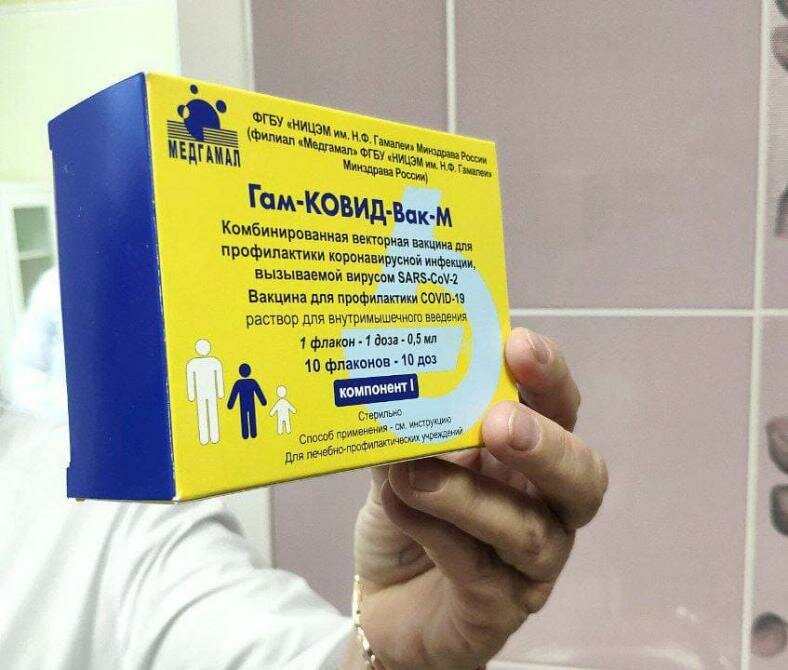 МЕДГАМАЛ
ФГБУ «НИЦЭМ им. Н.Ф. Гамалеи» Минздрава России
(филиал «Медгамал» ФГБУ «НИЦЭМ им. Н.Ф. Гамалеи»
Минздрава России)
Гам-КОВИД-Вак-М
Комбинированная векторная вакцина для
профилактики коронавирусной инфекции,
вызываемой вирусом SARS-CoV-2
Вакцина для профилактики COVID-19
раствор для внутримышечного введения
1 флакон - 1 доза - 0,5 мл
10 флаконов - 10 доз
компонент I
Стерильно
Способ применения - см. инструкцию
Для лечебно-профилактических учреждений